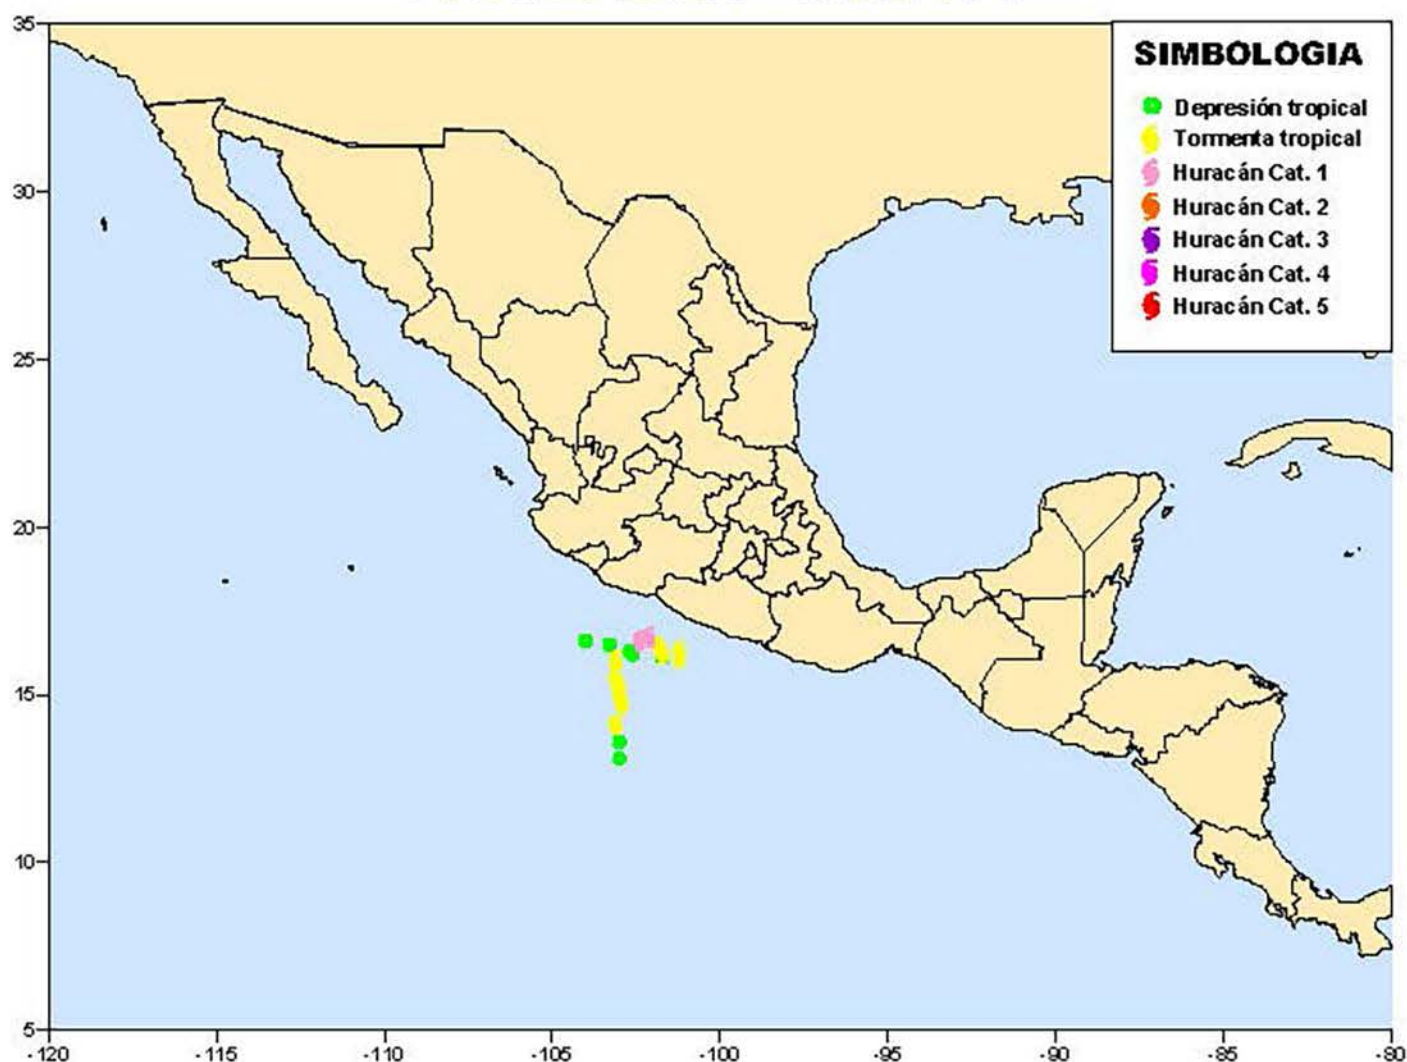 SIMBOLOGIA
Depresión tropical
Tormenta tropical
Huracán Cat. 1
Huracán Cat. 2
Huracán Cat. 3
Huracán Cat. 4
Huracán Cat. 5
35
30
25
20
15
10
5
-120 -115 -110 -105 -100 -95 -90 -85 -80